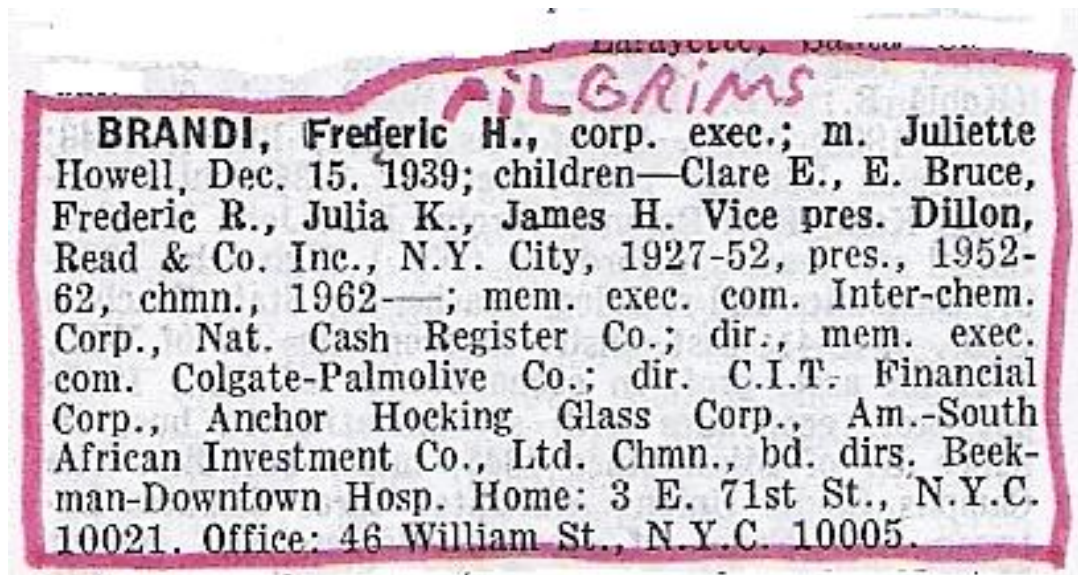 Lafayette, Santa
PiLGRiMS
BRANDI, Frederic H., corp. exec.; m. Juliette
Howell, Dec. 15. 1939; children—Clare E., E. Bruce,
Frederic R., Julia K., James H. Vice pres. Dillon,
Read & Co. Inc., N.Y. City, 1927-52, pres., 1952-
62, chmn., 1962-—; mem. exec. com. Inter-chem.
Corp., Nat. Cash Register Co.; dir., mem. exec.
com. Colgate-Palmolive Co.; dir. C.I.T. Financial
Corp., Anchor Hocking Glass Corp., Am.-South
African Investment Co., Ltd. Chmn., bd. dirs. Beek-
man-Downtown Hosp. Home: 3 E. 71st St., N.Y.C.
10021. Office: 46 William St., N.Y.C. 10005.